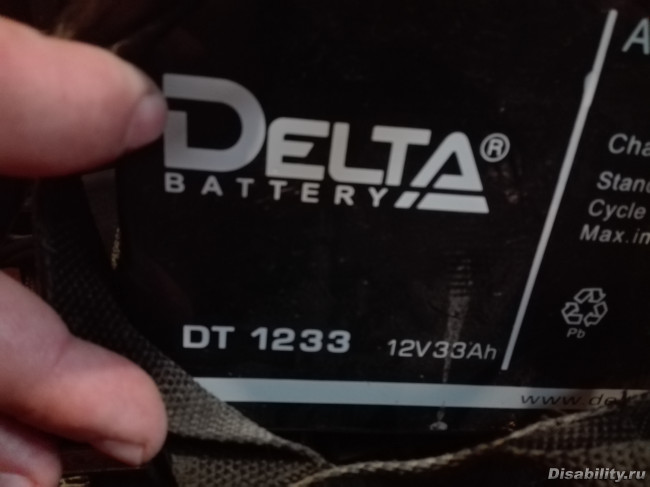 DELTA®
BATTERY
DT 1233 12V33Ah
A
Cha
Stand
Cycle
Max.in
Pb
www.de
Disability.ru